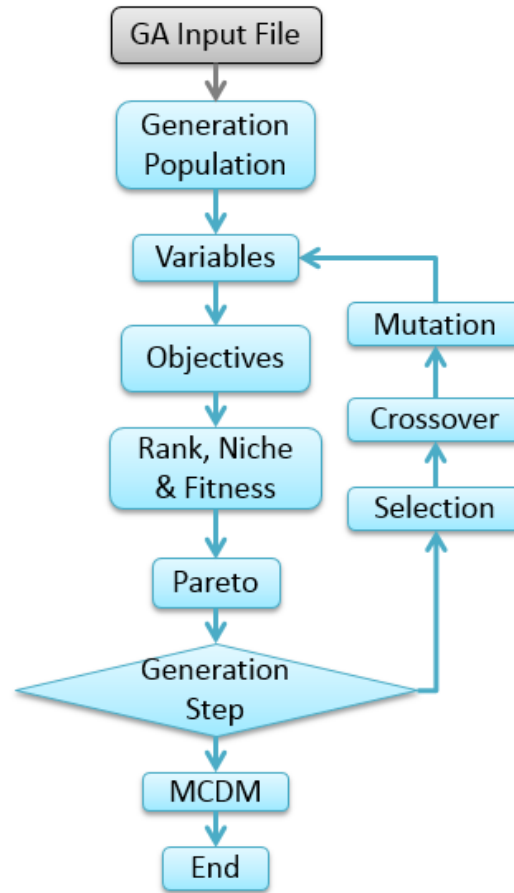 GA Input File
Generation
Population
Variables
Objectives
Rank, Niche
& Fitness
Pareto
Generation
Step
MCDM
End
Mutation
Crossover
Selection